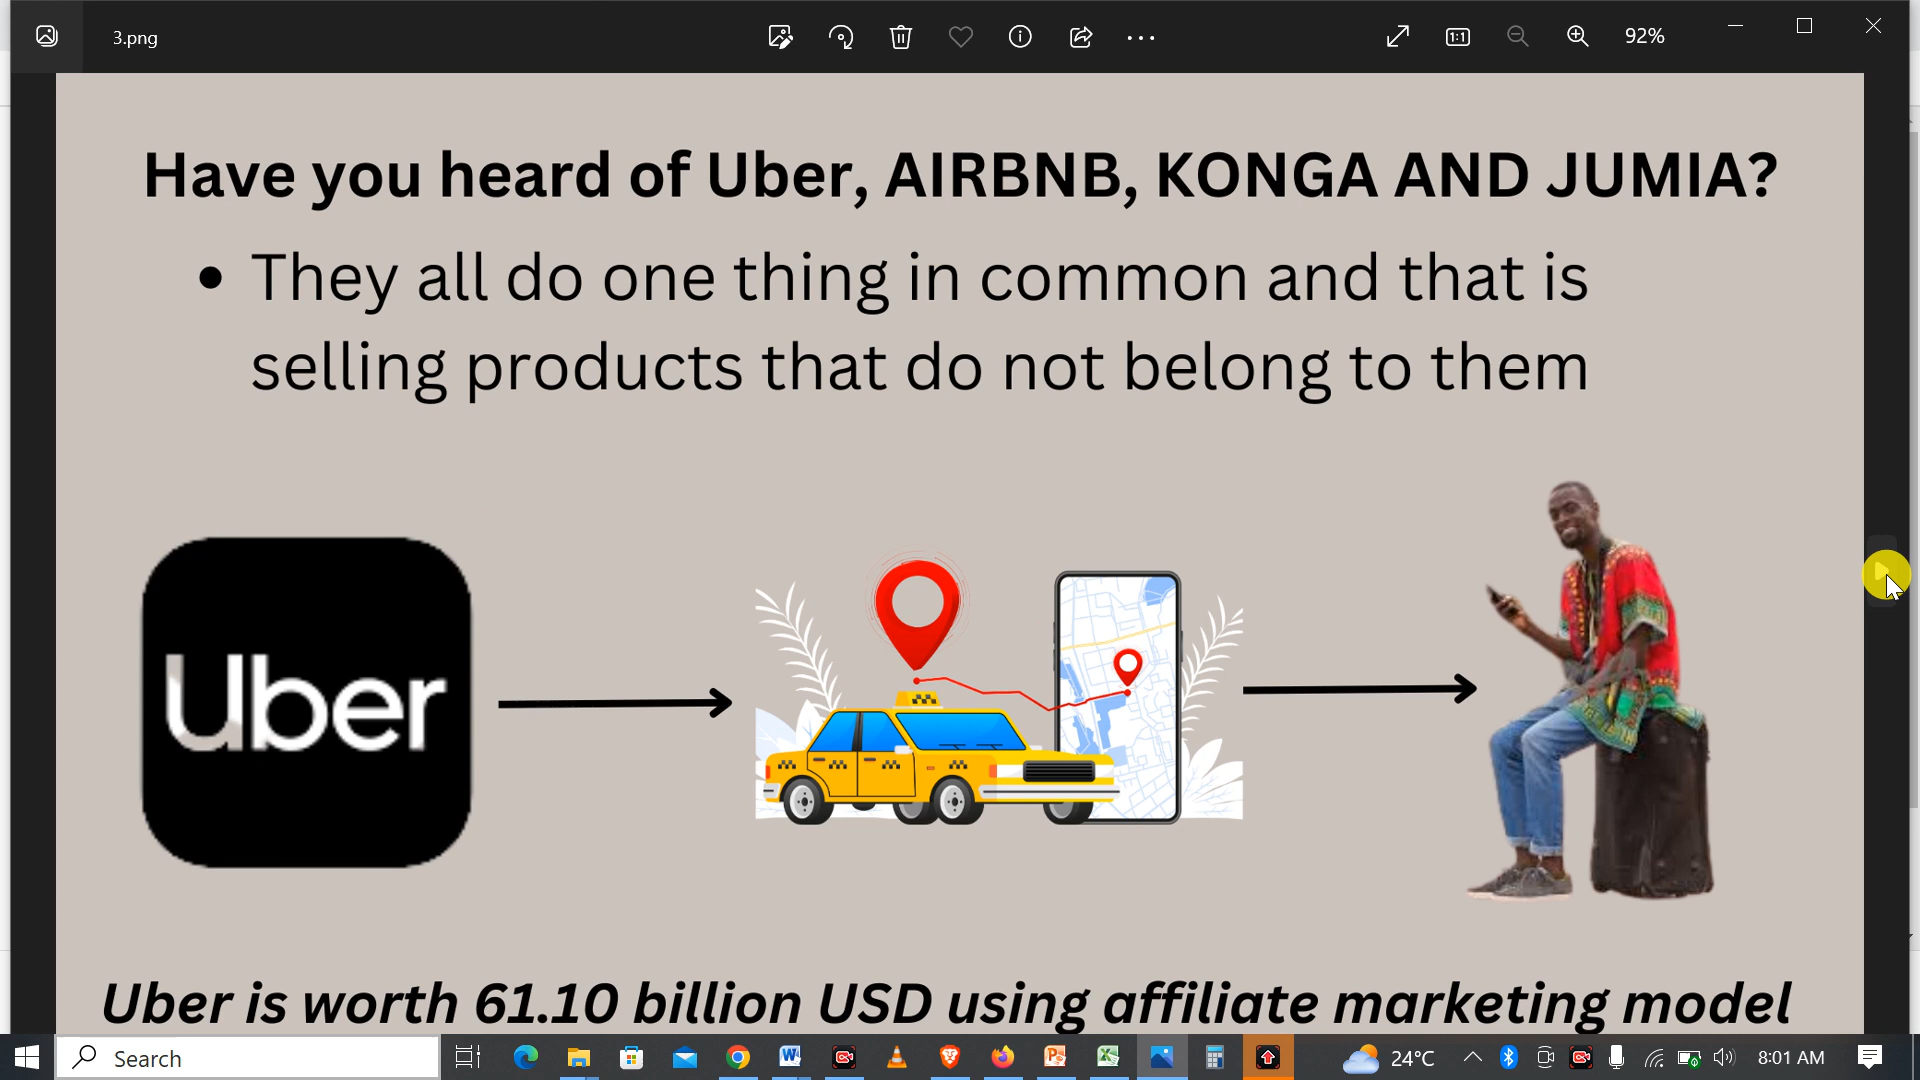 3.png
92%
Have you heard of Uber, AIRBNB, KONGA AND JUMIA?
• They all do one thing in common and that is
selling products that do not belong to them
Uber
Uber is worth 61.10 billion USD using affiliate marketing model
Search
24°C
8:01 AM